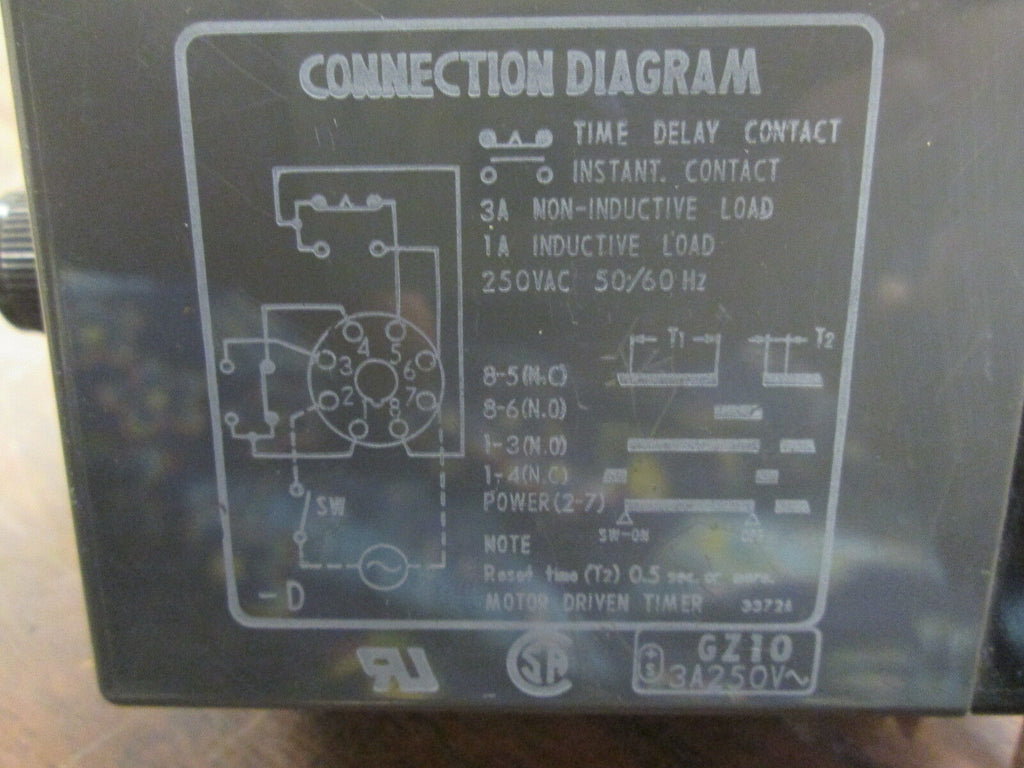 CONNECTION DIAGRAM
TIME DELAY CONTACT
INSTANT. CONTACT
3A NON-INDUCTIVE LOAD
1A INDUCTIVE LOAD
250VAC 50/60 Hz
T1 T2
4 5
3 6
2 7
1 8
8-5(N.C)
8-6(N.O)
1-3(N.O)
1-4(N.C)
POWER(2-7)
SW-ON OFF
SW
NOTE
Reset time (T2) 0.5 sec. or more.
-D
MOTOR DRIVEN TIMER
UR
SA
+S
GZ10
3A250V~